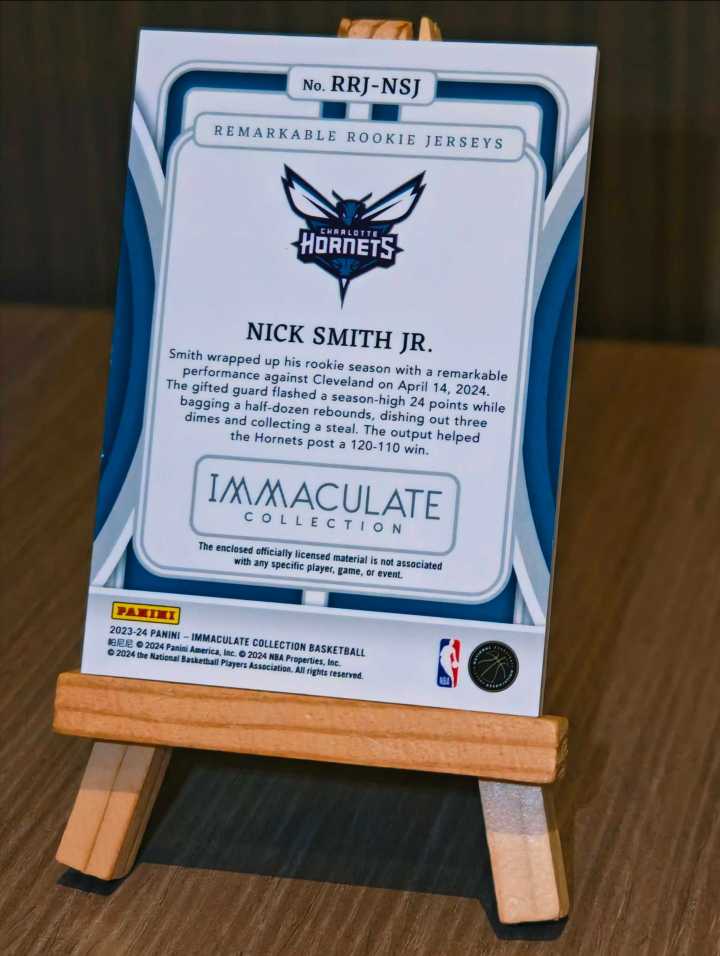 No. RRJ-NSJ
REMARKABLE ROOKIE JERSEYS
CHARLOTTE
HORNETS
NICK SMITH JR.
Smith wrapped up his rookie season with a remarkable
performance against Cleveland on April 14, 2024.
The gifted guard flashed a season-high 24 points while
bagging a half-dozen rebounds, dishing out three
dimes and collecting a steal. The output helped
the Hornets post a 120-110 win.
IMMACULATE
COLLECTION
The enclosed officially licensed material is not associated
with any specific player, game, or event.
PANINI
2023-24 PANINI – IMMACULATE COLLECTION BASKETBALL
帕尼尼 © 2024 Panini America, Inc. © 2024 NBA Properties, Inc.
© 2024 the National Basketball Players Association. All rights reserved.
NBA